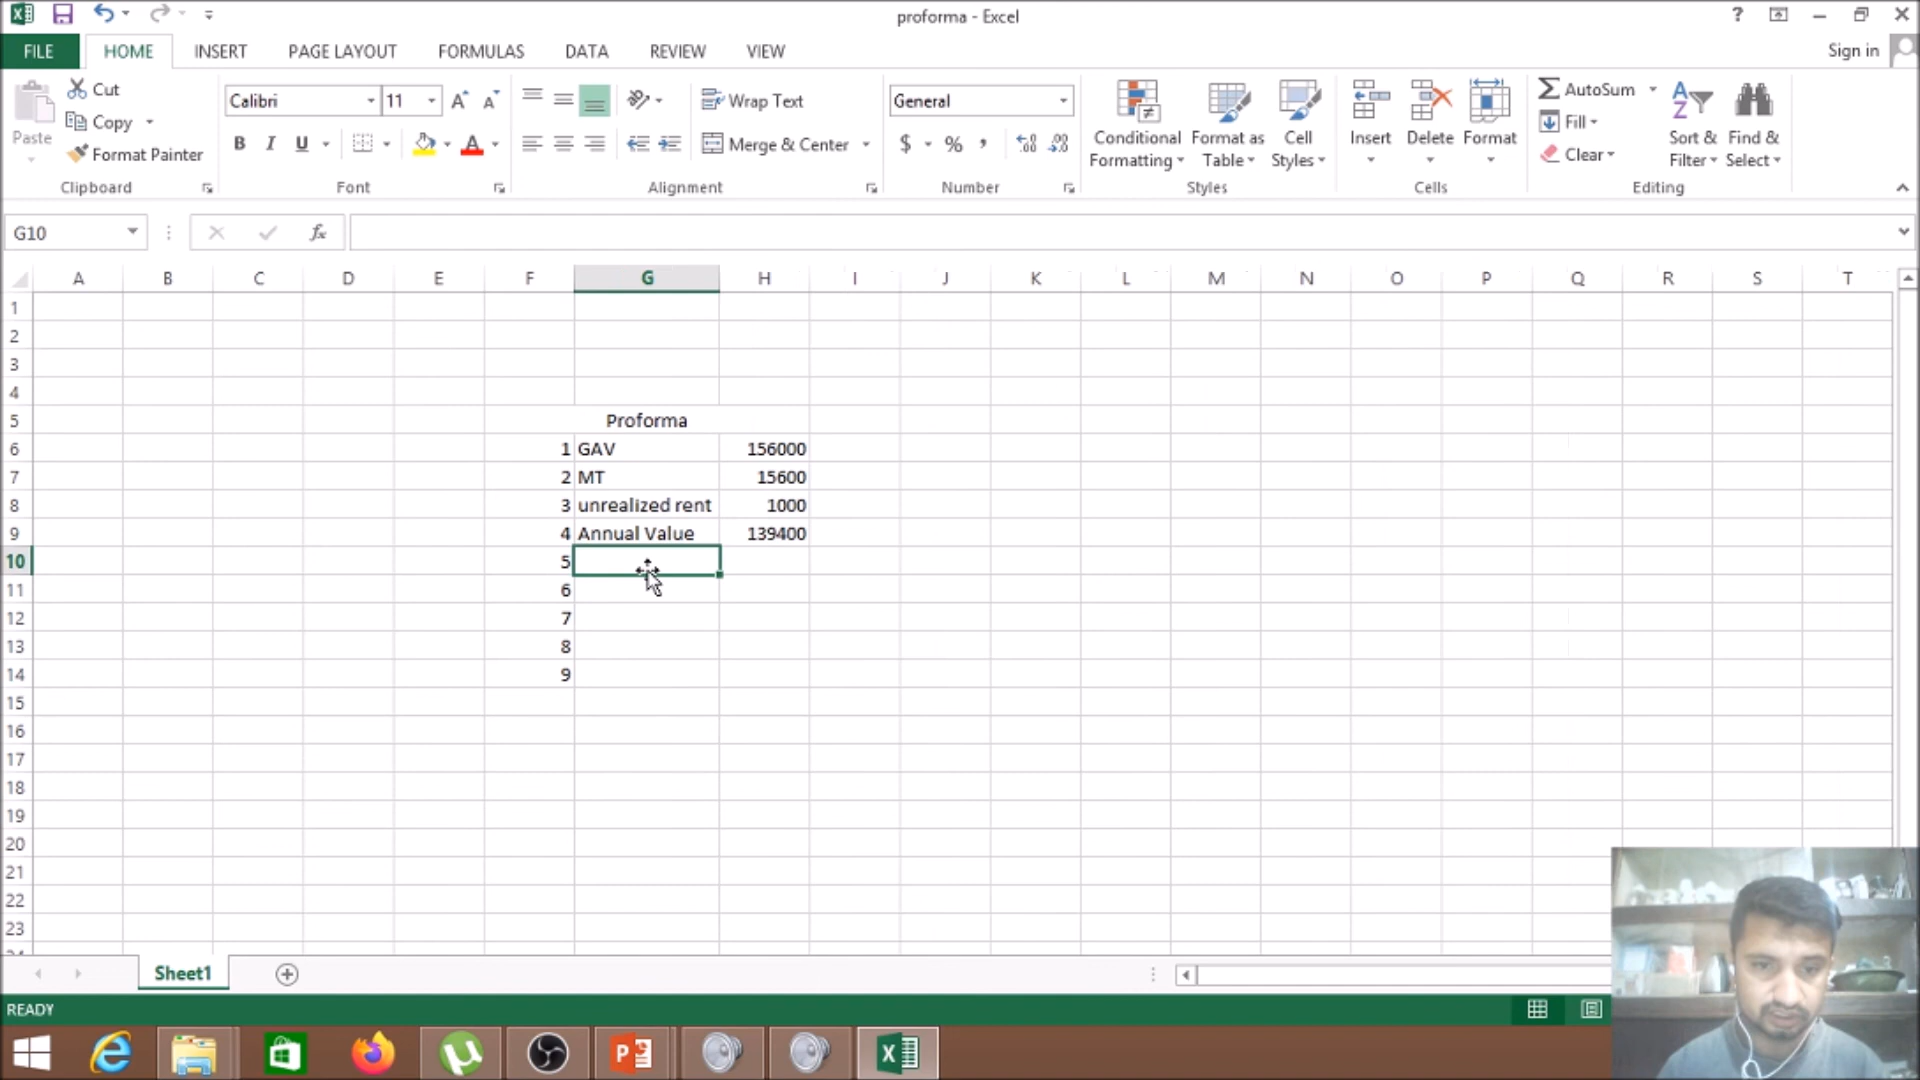 proforma - Excel
FILE HOME INSERT PAGE LAYOUT FORMULAS DATA REVIEW VIEW Sign in
Paste Cut Copy Format Painter Clipboard
Calibri 11 B I U Font
Wrap Text Merge & Center Alignment
General $ % , Number
Conditional Formatting Format as Table Cell Styles Styles
Insert Delete Format Cells
AutoSum Fill Clear Sort & Filter Find & Select Editing
G10 fx
A B C D E F G H I J K L M N O P Q R S T
1
2
3
4
5 Proforma
6 1 GAV 156000
7 2 MT 15600
8 3 unrealized rent 1000
9 4 Annual Value 139400
10 5
11 6
12 7
13 8
14 9
15
16
17
18
19
20
21
22
23
Sheet1
READY